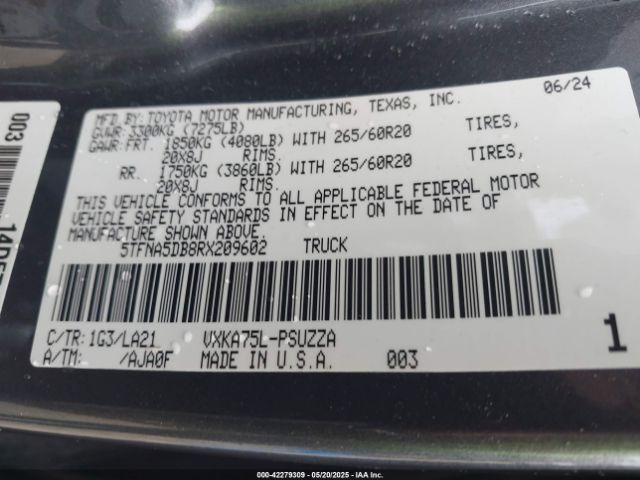 MFD BY: TOYOTA MOTOR MANUFACTURING, TEXAS, INC. 06/24
GVWR: 3300KG (7275LB)
GAWR: FRT. 1850KG (4080LB) WITH 265/60R20 TIRES,
20X8J RIMS.
RR. 1750KG (3860LB) WITH 265/60R20 TIRES,
20X8J RIMS.
THIS VEHICLE CONFORMS TO ALL APPLICABLE FEDERAL MOTOR
VEHICLE SAFETY STANDARDS IN EFFECT ON THE DATE OF
MANUFACTURE SHOWN ABOVE.
5TFNA5DB8RX209602 TRUCK
C/TR: 1G3/LA21 VXKA75L-PSUZZA
A/TM: /AJA0F MADE IN U.S.A. 003
1
003
000-42279309 — 05/20/2025 — IAA Inc.